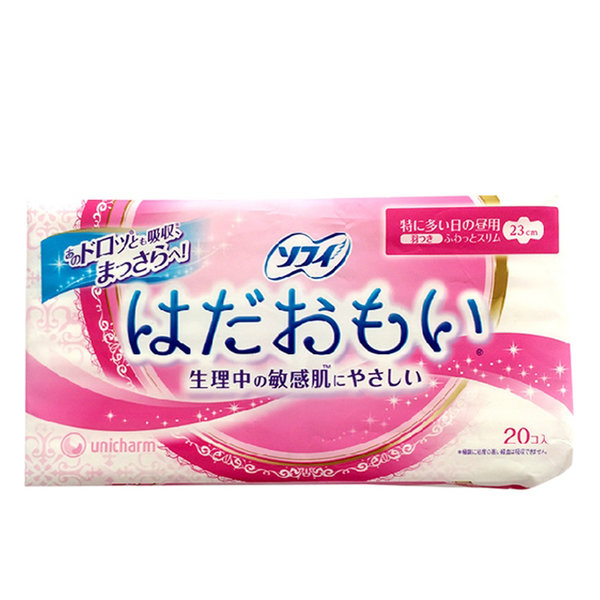 あのドロッとも吸収、
まっさらへ!
ソフィ
特に多い日の昼用
羽つき ふわっとスリム
23cm
はだおもい®
生理中の敏感肌™にやさしい
unicharm
20コ入